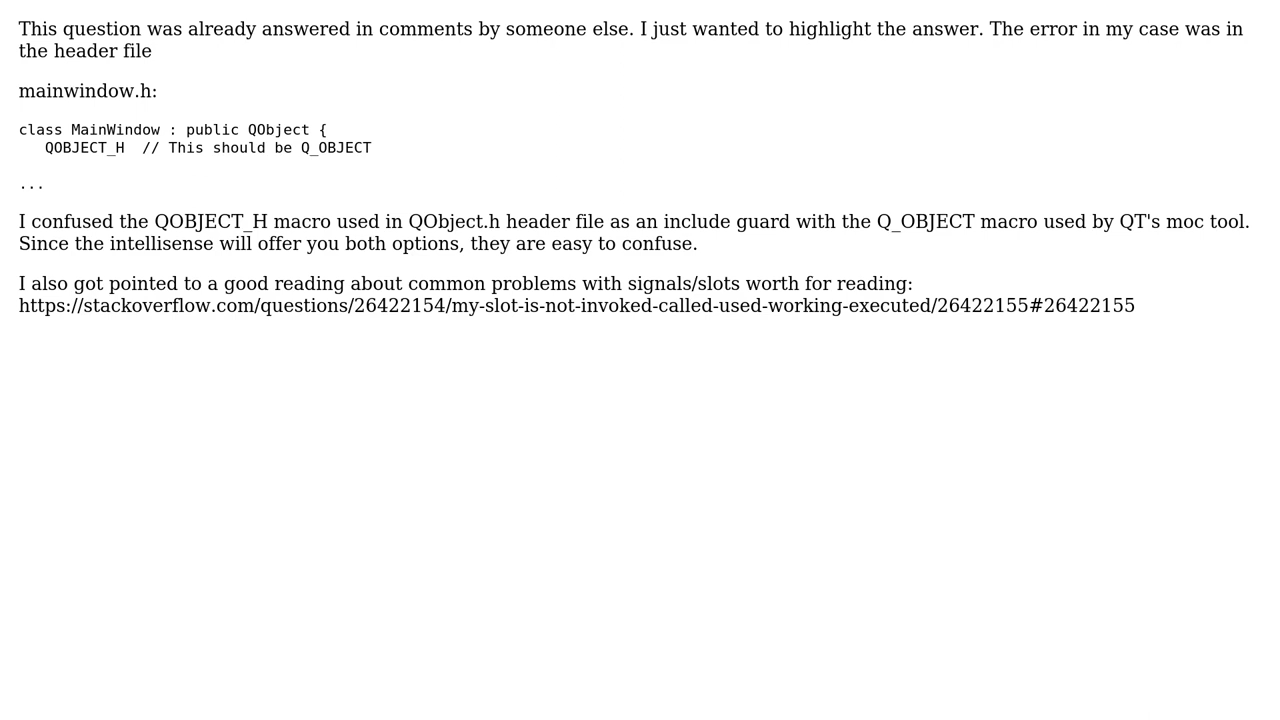 This question was already answered in comments by someone else. I just wanted to highlight the answer. The error in my case was in
the header file
mainwindow.h:
class MainWindow : public QObject {
   QOBJECT_H  // This should be Q_OBJECT
...
I confused the QOBJECT_H macro used in QObject.h header file as an include guard with the Q_OBJECT macro used by QT's moc tool.
Since the intellisense will offer you both options, they are easy to confuse.
I also got pointed to a good reading about common problems with signals/slots worth for reading:
https://stackoverflow.com/questions/26422154/my-slot-is-not-invoked-called-used-working-executed/26422155#26422155